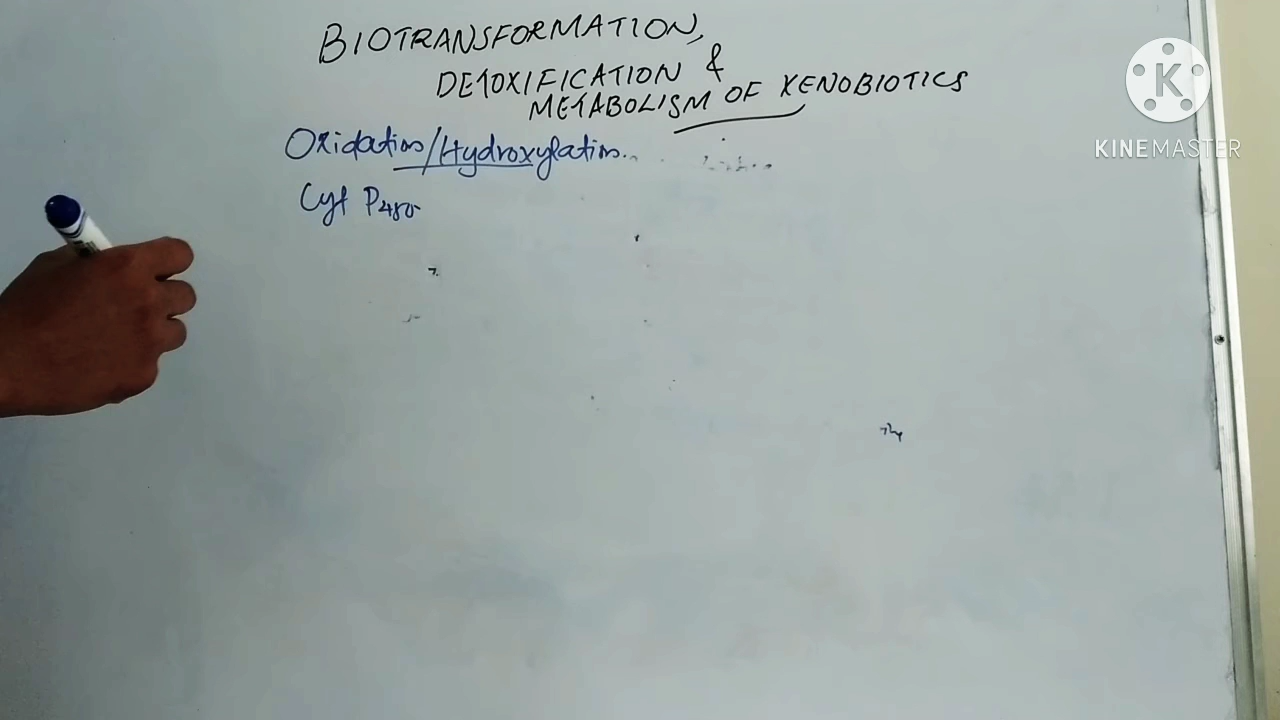 BIOTRANSFORMATION,
DETOXIFICATION &
METABOLISM OF XENOBIOTICS
Oxidation/Hydroxylation.
Cyt P450
K
KINEMASTER